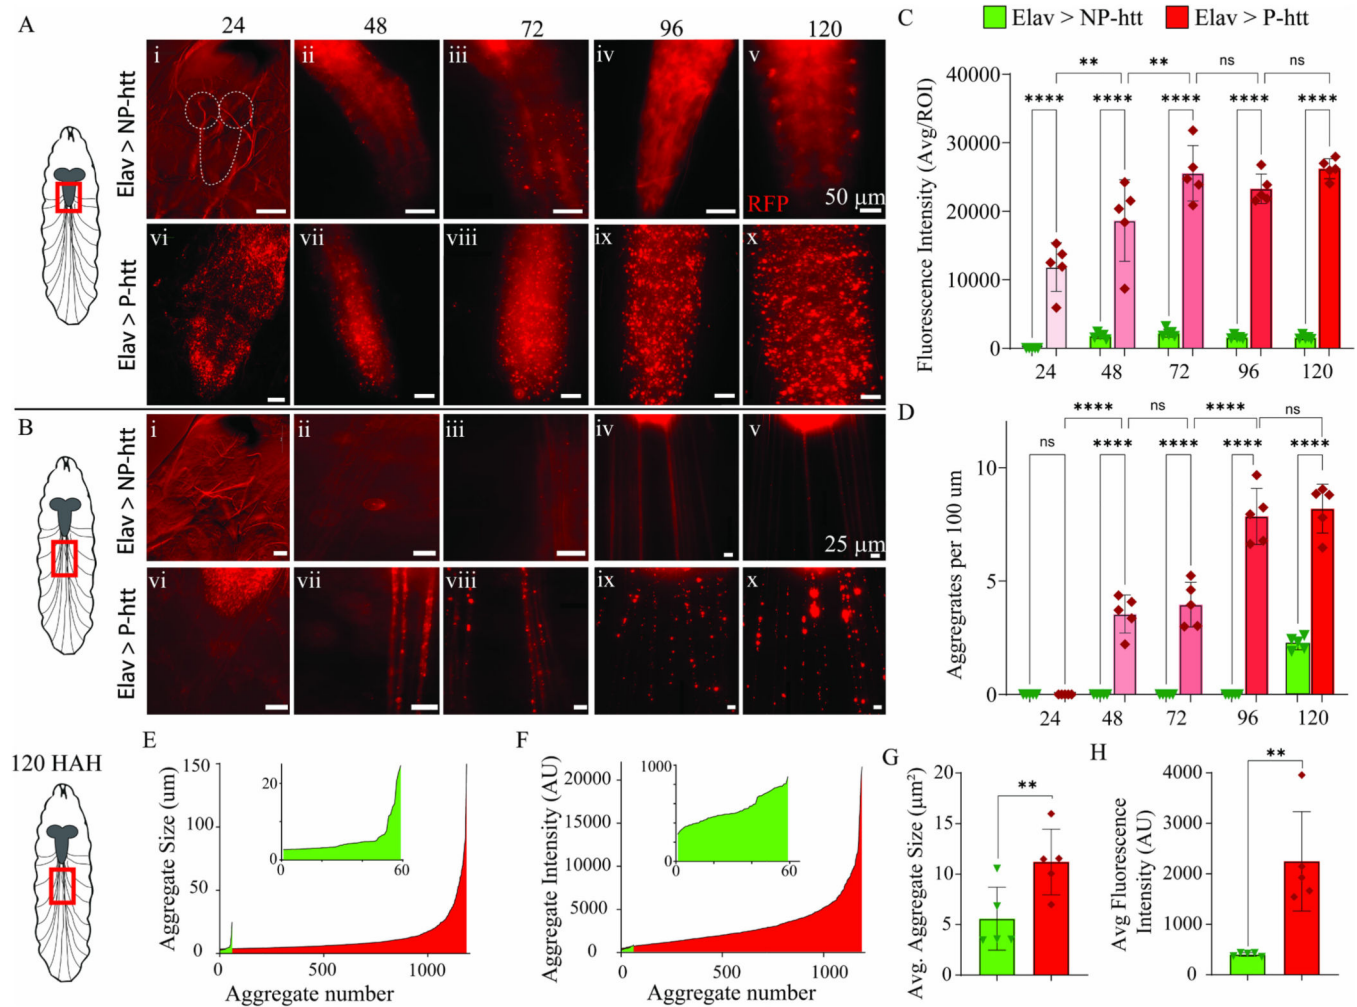 A
24
48
72
96
120
Elav > NP-htt
i
ii
iii
iv
v
RFP
50 μm
Elav > P-htt
vi
vii
viii
ix
x
B
Elav > NP-htt
i
ii
iii
iv
v
25 μm
Elav > P-htt
vi
vii
viii
ix
x
C
Elav > NP-htt
Elav > P-htt
Fluorescence Intensity (Avg/ROI)
40000
30000
20000
10000
0
** ** ns ns
**** **** **** **** ****
24 48 72 96 120
D
Aggregrates per 100 um
10
5
0
**** ns **** ns
ns **** **** **** ****
24 48 72 96 120
120 HAH
E
Aggregate Size (um)
150
100
50
0
20
0
0 60
0 500 1000
Aggregate number
F
Aggregate Intensity (AU)
20000
15000
10000
5000
0
1000
0
0 60
0 500 1000
Aggregate number
G
Avg. Aggregate Size (μm²)
20
15
10
5
0
**
H
Avg Fluorescence
Intensity (AU)
4000
3000
2000
1000
0
**